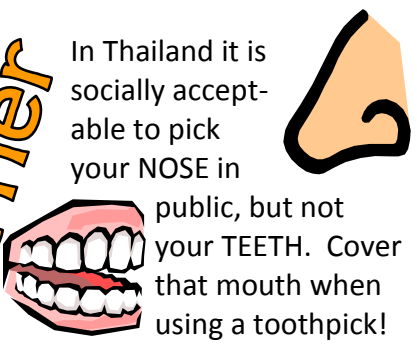 In Thailand it is
socially accept-
able to pick
your NOSE in
public, but not
your TEETH.  Cover
that mouth when
using a toothpick!